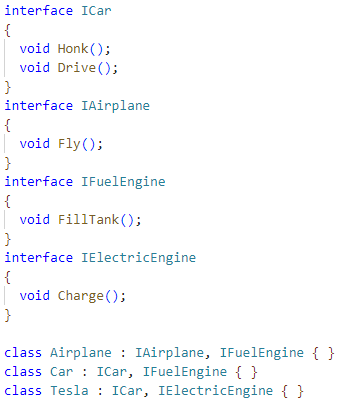 interface ICar
{
  void Honk();
  void Drive();
}
interface IAirplane
{
  void Fly();
}
interface IFuelEngine
{
  void FillTank();
}
interface IElectricEngine
{
  void Charge();
}

class Airplane : IAirplane, IFuelEngine { }
class Car : ICar, IFuelEngine { }
class Tesla : ICar, IElectricEngine { }